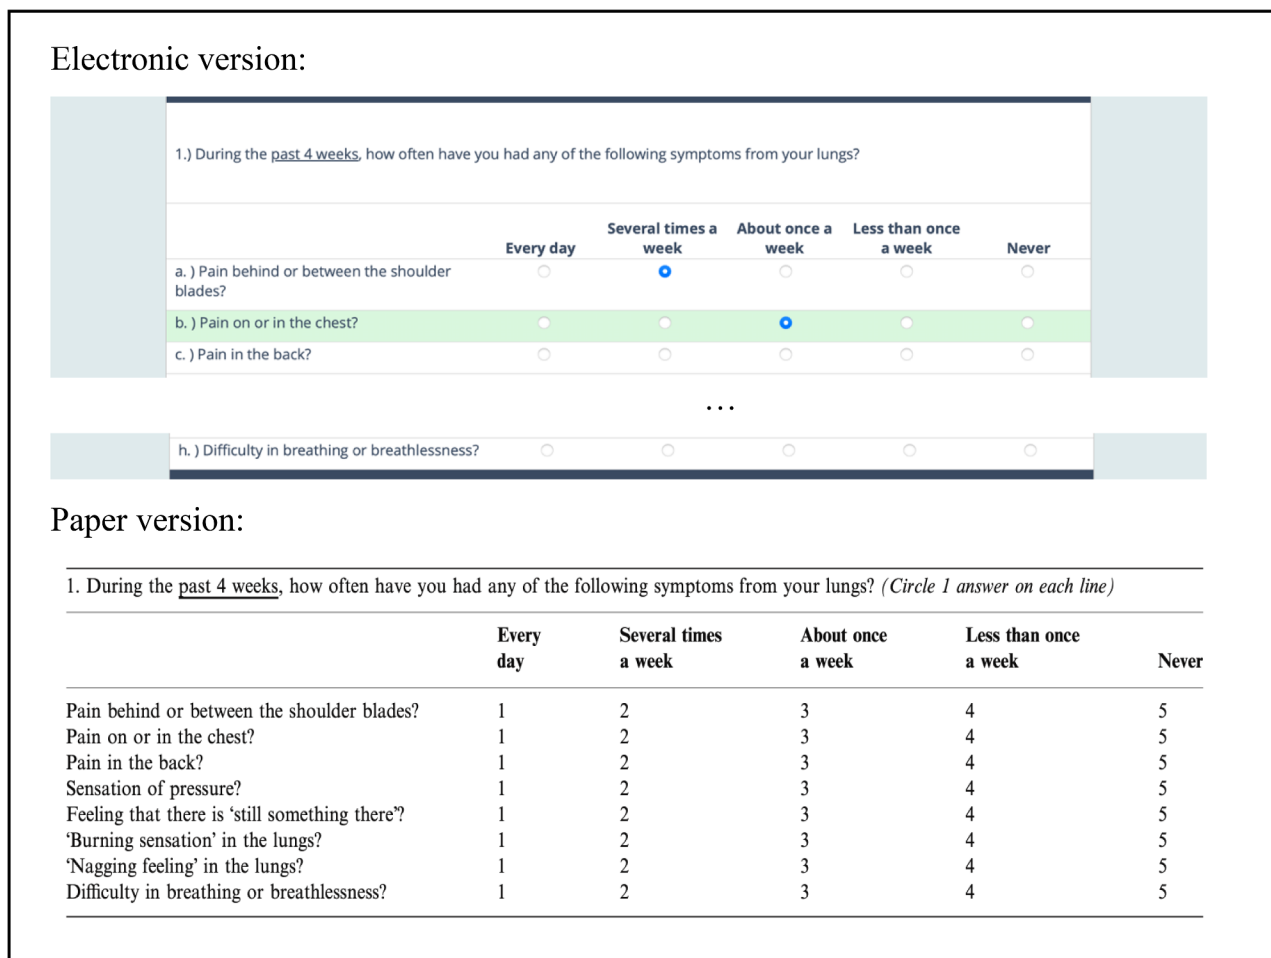 Electronic version:
1.) During the past 4 weeks, how often have you had any of the following symptoms from your lungs?
Every day Several times a week About once a week Less than once a week Never
a. ) Pain behind or between the shoulder
blades?
b. ) Pain on or in the chest?
c. ) Pain in the back?
...
h. ) Difficulty in breathing or breathlessness?
Paper version:
1. During the past 4 weeks, how often have you had any of the following symptoms from your lungs? (Circle 1 answer on each line)
Every day Several times a week About once a week Less than once a week Never
Pain behind or between the shoulder blades? 1 2 3 4 5
Pain on or in the chest? 1 2 3 4 5
Pain in the back? 1 2 3 4 5
Sensation of pressure? 1 2 3 4 5
Feeling that there is ‘still something there’? 1 2 3 4 5
‘Burning sensation’ in the lungs? 1 2 3 4 5
‘Nagging feeling’ in the lungs? 1 2 3 4 5
Difficulty in breathing or breathlessness? 1 2 3 4 5